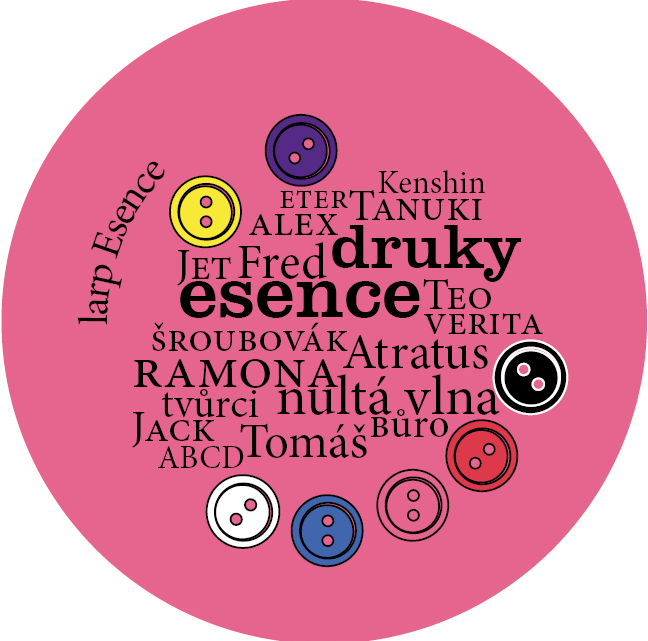 larp Esence
Kenshin
ETER TANUKI
ALEX
druky
JET Fred
esence TEO
VERITA
ŠROUBOVÁK
Atratus
RAMONA
nultá vlna
tvůrci
JACK
BŮRO
Tomáš
ABCD